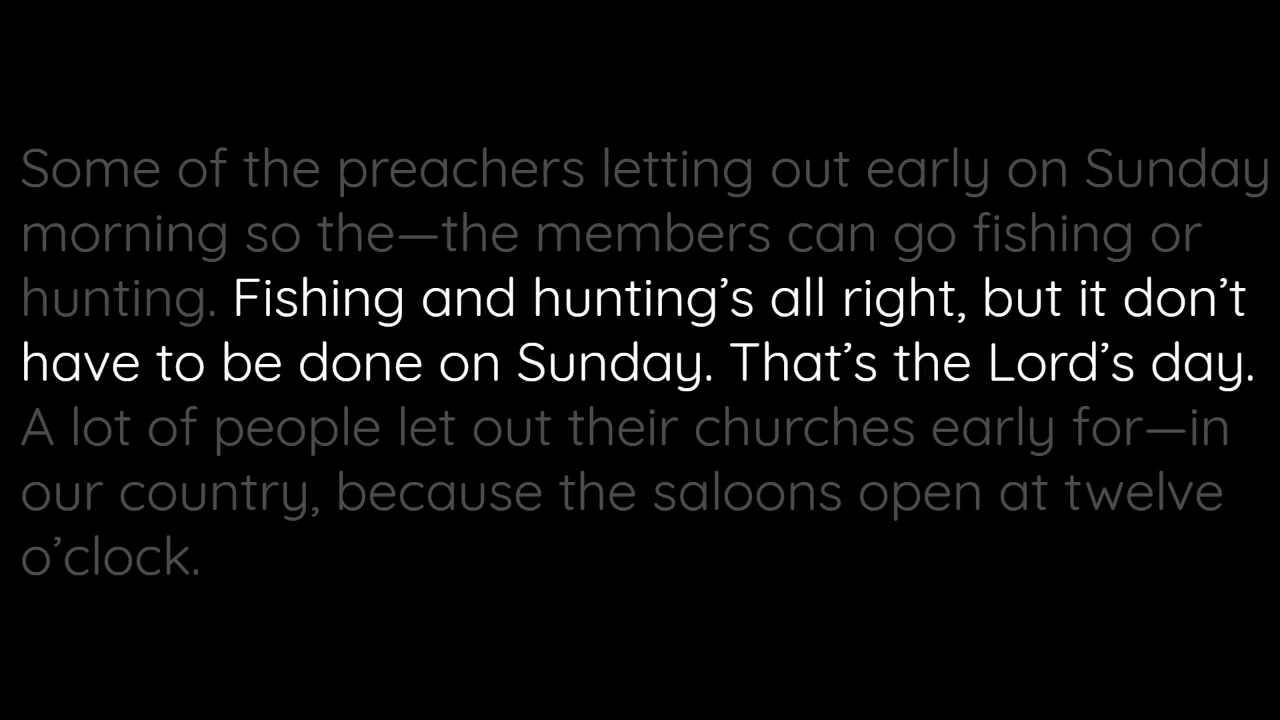 Some of the preachers letting out early on Sunday
morning so the—the members can go fishing or
hunting. Fishing and hunting’s all right, but it don’t
have to be done on Sunday. That’s the Lord’s day.
A lot of people let out their churches early for—in
our country, because the saloons open at twelve
o’clock.